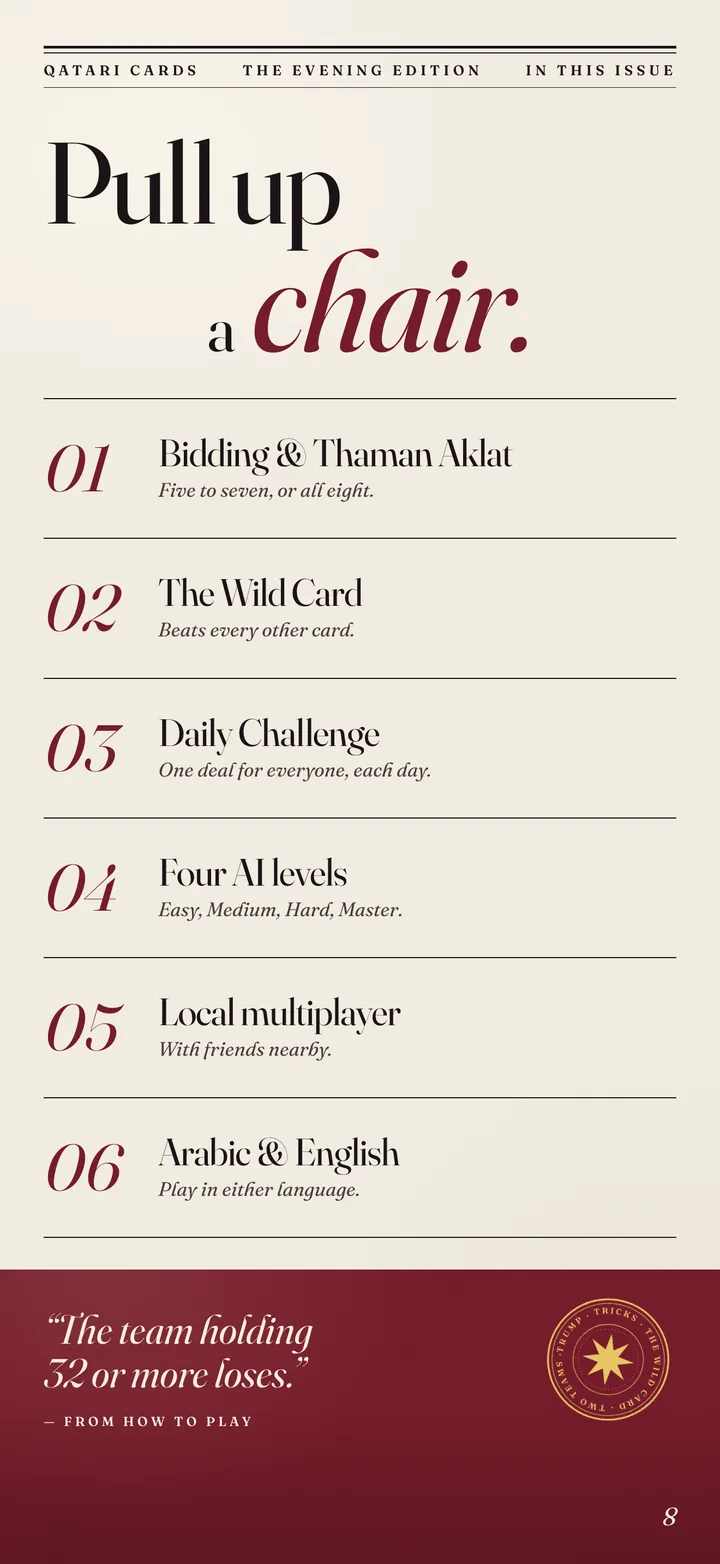 QATARI CARDS THE EVENING EDITION IN THIS ISSUE
Pull up
a chair.
01 Bidding & Thaman Aklat
Five to seven, or all eight.
02 The Wild Card
Beats every other card.
03 Daily Challenge
One deal for everyone, each day.
04 Four AI levels
Easy, Medium, Hard, Master.
05 Local multiplayer
With friends nearby.
06 Arabic & English
Play in either language.
“The team holding
32 or more loses.”
— FROM HOW TO PLAY
TRUMP · TRICKS · THE WILD CARD · TWO TEAMS ·
8